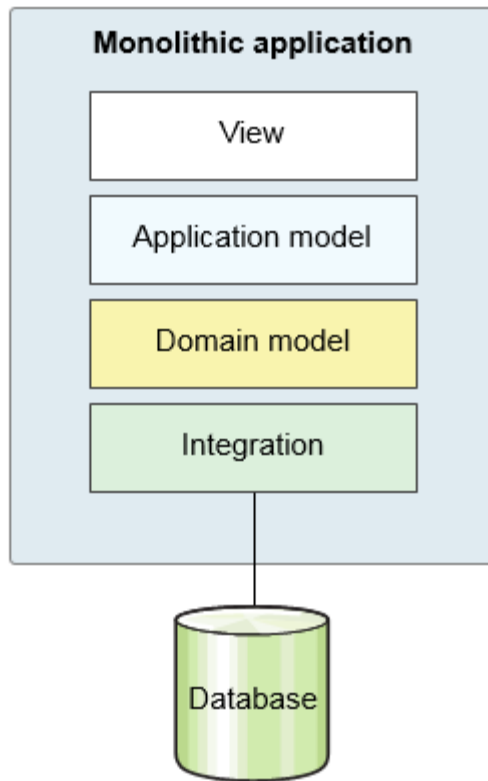 Monolithic application
View
Application model
Domain model
Integration
Database